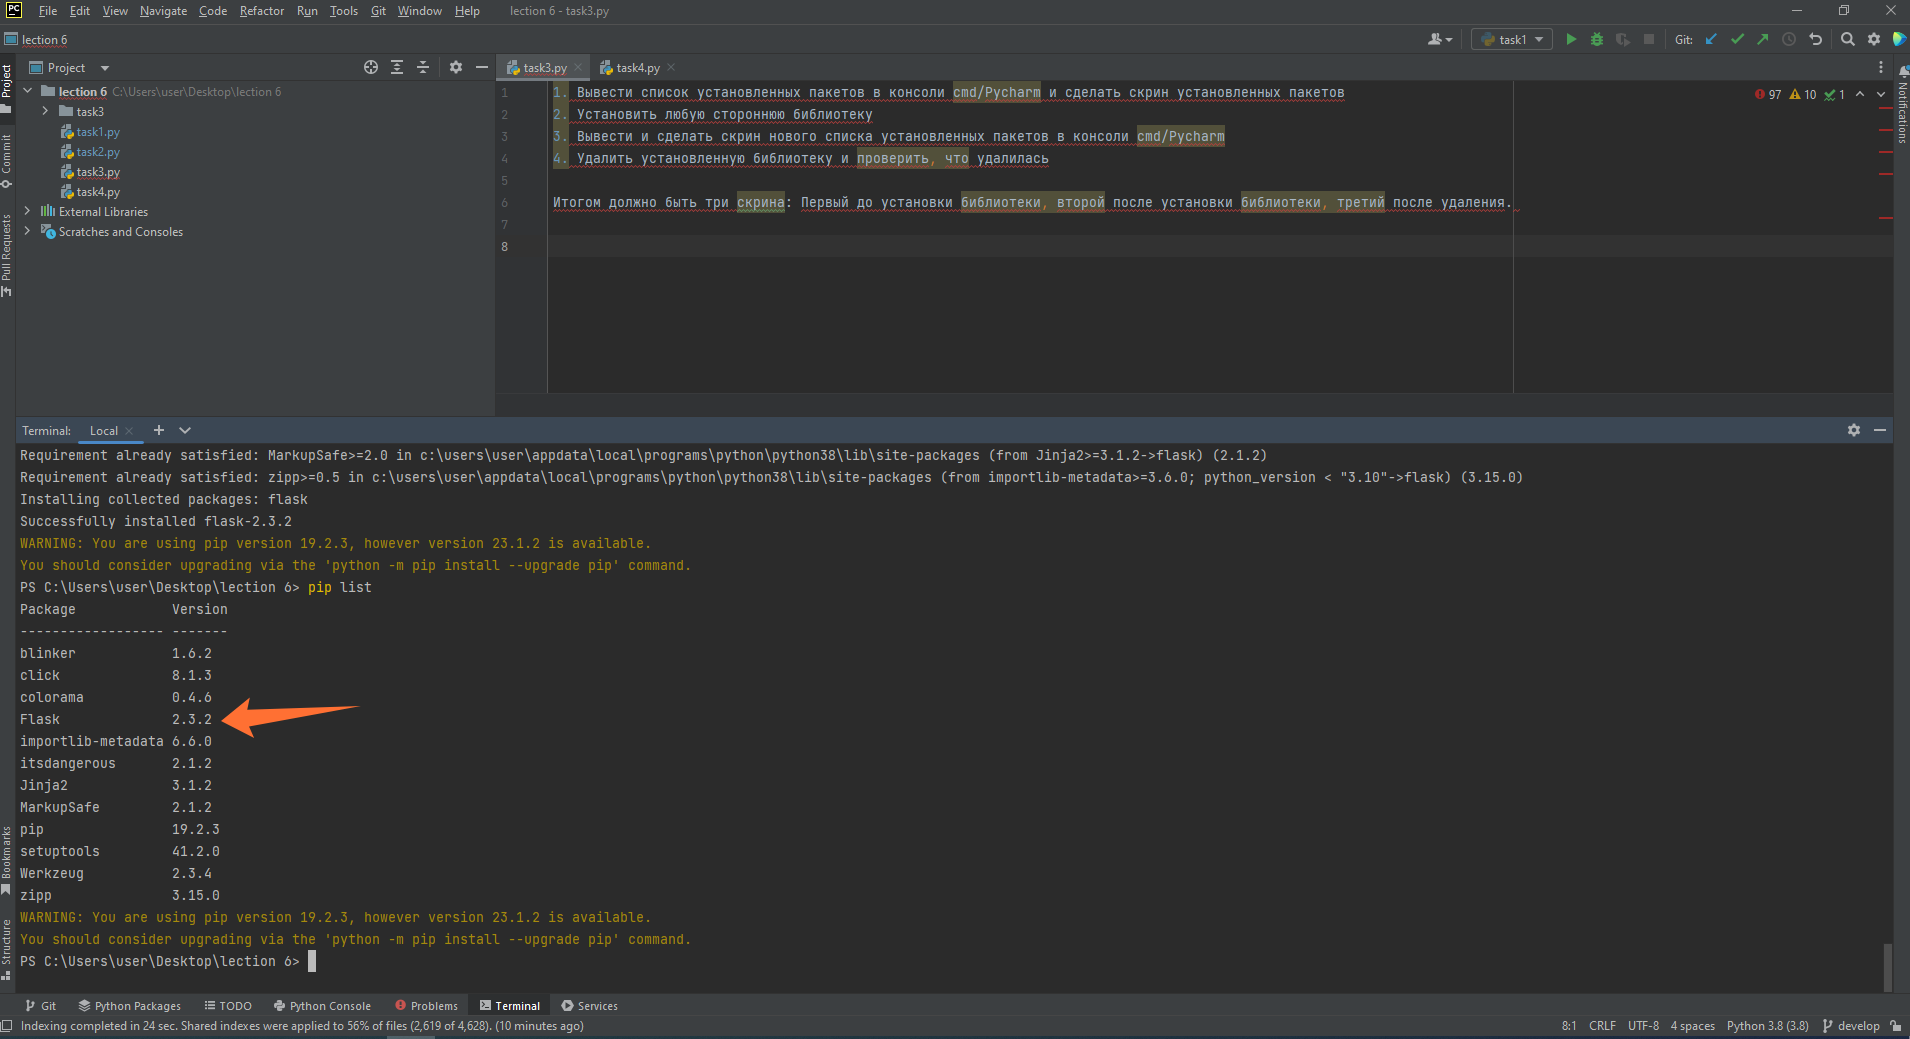 PC File Edit View Navigate Code Refactor Run Tools Git Window Help lection 6 - task3.py
lection 6 task1 Git:
Project task3.py task4.py
lection 6 C:\Users\user\Desktop\lection 6
task3
task1.py
task2.py
task3.py
task4.py
External Libraries
Scratches and Consoles
Project
Commit
Pull Requests
Bookmarks
Structure
Notifications
97 10 1
1 1. Вывести список установленных пакетов в консоли cmd/Pycharm и сделать скрин установленных пакетов
2 2. Установить любую стороннюю библиотеку
3 3. Вывести и сделать скрин нового списка установленных пакетов в консоли cmd/Pycharm
4 4. Удалить установленную библиотеку и проверить, что удалилась
5
6 Итогом должно быть три скрина: Первый до установки библиотеки, второй после установки библиотеки, третий после удаления.
7
8
Terminal: Local
Requirement already satisfied: MarkupSafe>=2.0 in c:\users\user\appdata\local\programs\python\python38\lib\site-packages (from Jinja2>=3.1.2->flask) (2.1.2)
Requirement already satisfied: zipp>=0.5 in c:\users\user\appdata\local\programs\python\python38\lib\site-packages (from importlib-metadata>=3.6.0; python_version < "3.10"->flask) (3.15.0)
Installing collected packages: flask
Successfully installed flask-2.3.2
WARNING: You are using pip version 19.2.3, however version 23.1.2 is available.
You should consider upgrading via the 'python -m pip install --upgrade pip' command.
PS C:\Users\user\Desktop\lection 6> pip list
Package Version
------------------ -------
blinker 1.6.2
click 8.1.3
colorama 0.4.6
Flask 2.3.2
importlib-metadata 6.6.0
itsdangerous 2.1.2
Jinja2 3.1.2
MarkupSafe 2.1.2
pip 19.2.3
setuptools 41.2.0
Werkzeug 2.3.4
zipp 3.15.0
WARNING: You are using pip version 19.2.3, however version 23.1.2 is available.
You should consider upgrading via the 'python -m pip install --upgrade pip' command.
PS C:\Users\user\Desktop\lection 6>
Git Python Packages TODO Python Console Problems Terminal Services
Indexing completed in 24 sec. Shared indexes were applied to 56% of files (2,619 of 4,628). (10 minutes ago) 8:1 CRLF UTF-8 4 spaces Python 3.8 (3.8) develop